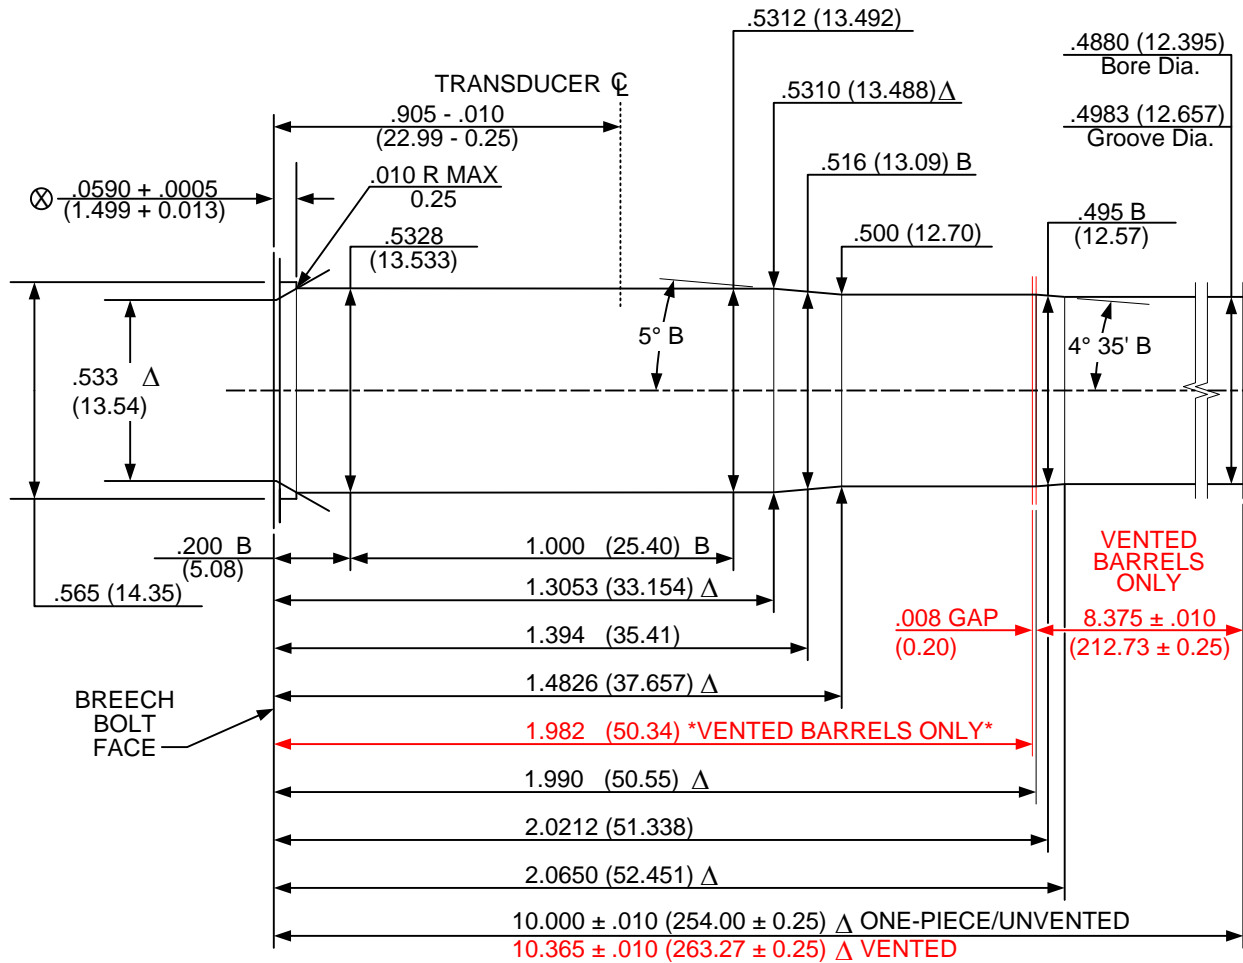 .5312 (13.492)
.4880 (12.395)
Bore Dia.
TRANSDUCER ℄
.5310 (13.488) Δ
.905 - .010
(22.99 - 0.25)
.4983 (12.657)
Groove Dia.
.516 (13.09) B
.010 R MAX
0.25
⊗ .0590 + .0005
(1.499 + 0.013)
.495 B
(12.57)
.5328
(13.533)
.500 (12.70)
5° B
4° 35' B
.533 Δ
(13.54)
.200 B
(5.08)
1.000 (25.40) B
VENTED
BARRELS
ONLY
.565 (14.35)
1.3053 (33.154) Δ
.008 GAP
(0.20)
8.375 ± .010
(212.73 ± 0.25)
1.394 (35.41)
1.4826 (37.657) Δ
BREECH
BOLT
FACE
1.982 (50.34) *VENTED BARRELS ONLY*
1.990 (50.55) Δ
2.0212 (51.338)
2.0650 (52.451) Δ
10.000 ± .010 (254.00 ± 0.25) Δ ONE-PIECE/UNVENTED
10.365 ± .010 (263.27 ± 0.25) Δ VENTED